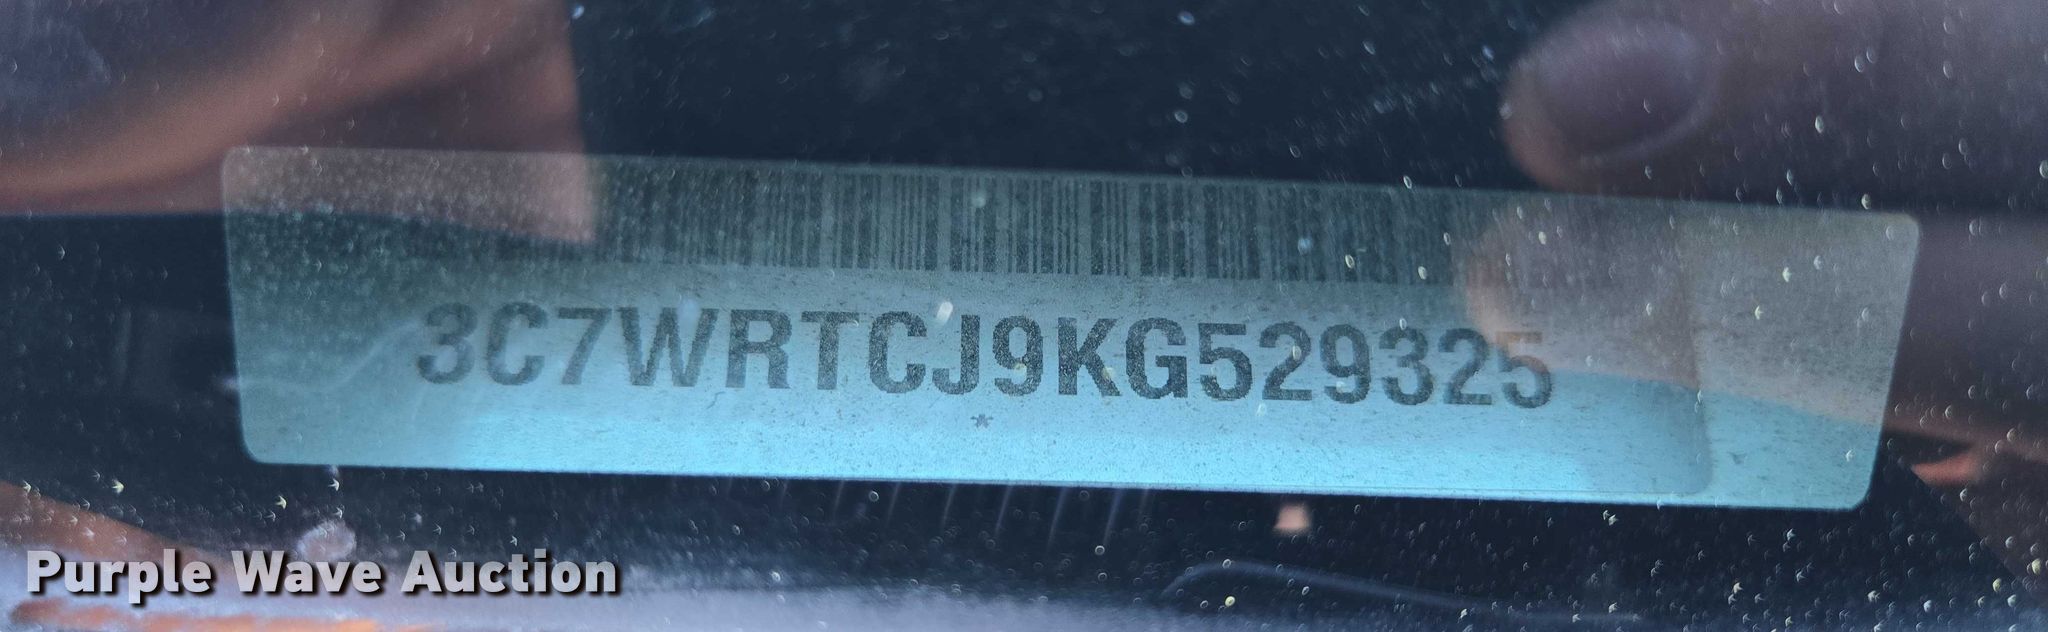 3C7WRTCJ9KG529325
*
Purple Wave Auction